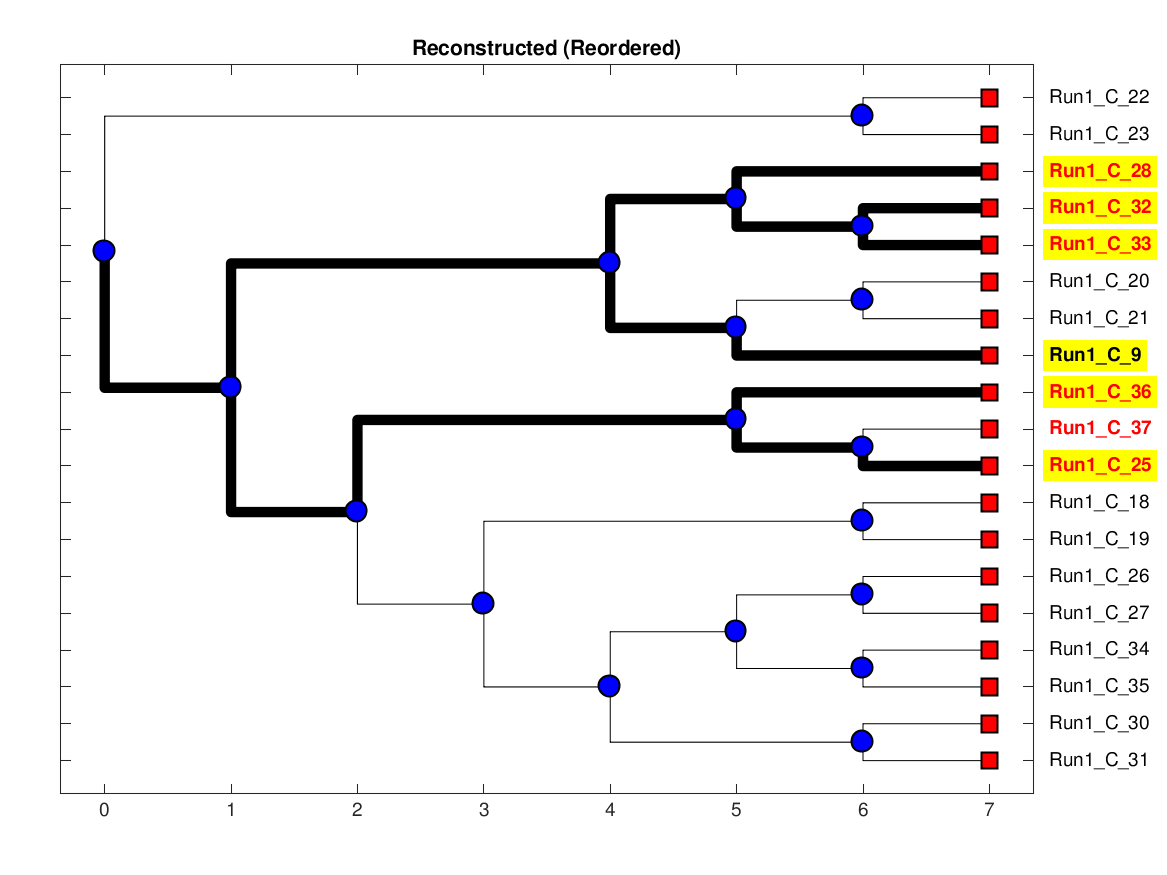 Reconstructed (Reordered)
Run1_C_22
Run1_C_23
Run1_C_28
Run1_C_32
Run1_C_33
Run1_C_20
Run1_C_21
Run1_C_9
Run1_C_36
Run1_C_37
Run1_C_25
Run1_C_18
Run1_C_19
Run1_C_26
Run1_C_27
Run1_C_34
Run1_C_35
Run1_C_30
Run1_C_31
0 1 2 3 4 5 6 7